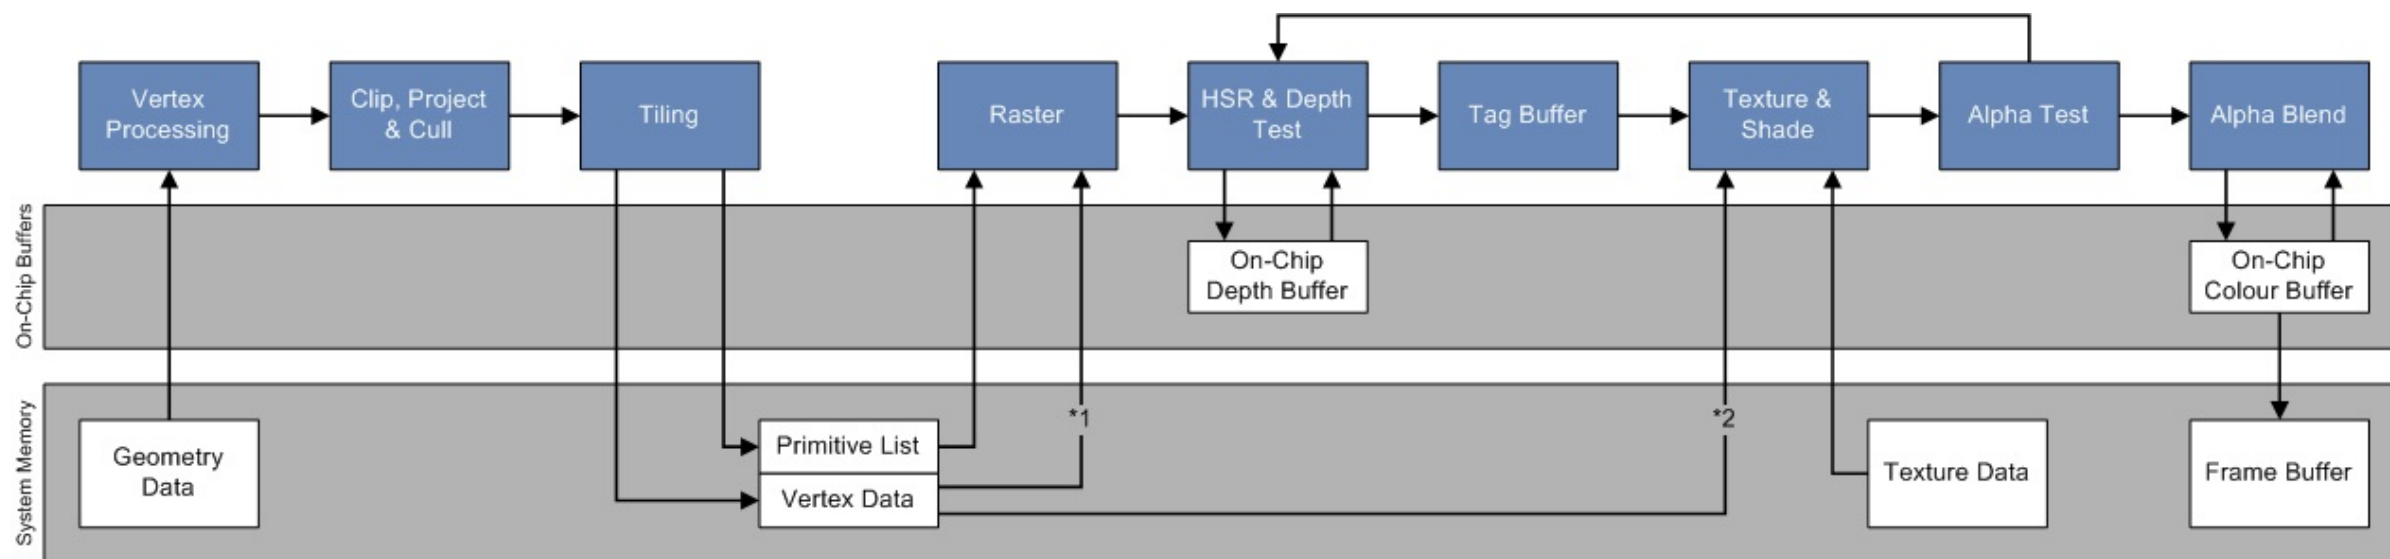 Vertex
Processing
Clip, Project
& Cull
Tiling
Raster
HSR & Depth
Test
Tag Buffer
Texture &
Shade
Alpha Test
Alpha Blend
On-Chip Buffers
On-Chip
Depth Buffer
On-Chip
Colour Buffer
System Memory
Geometry
Data
Primitive List
Vertex Data
*1
*2
Texture Data
Frame Buffer